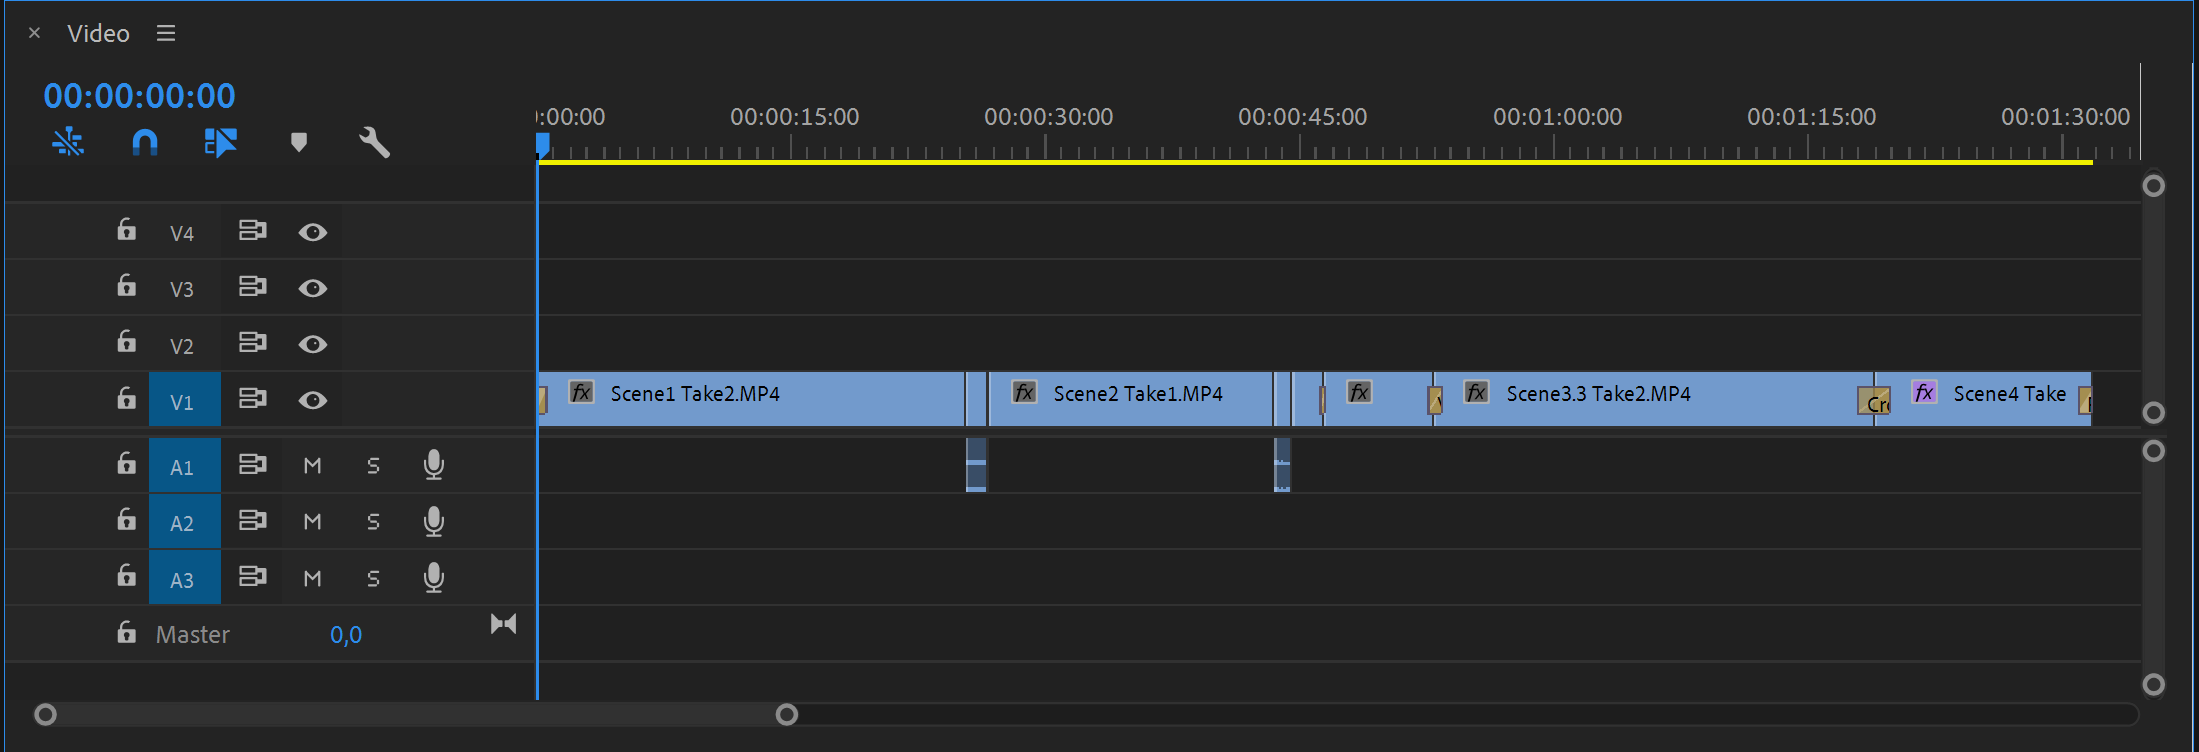 × Video
00:00:00:00
:00:00 00:00:15:00 00:00:30:00 00:00:45:00 00:01:00:00 00:01:15:00 00:01:30:00
V4
V3
V2
V1 fx Scene1 Take2.MP4 fx Scene2 Take1.MP4 fx fx Scene3.3 Take2.MP4 Cr fx Scene4 Take
A1 M S
A2 M S
A3 M S
Master 0,0